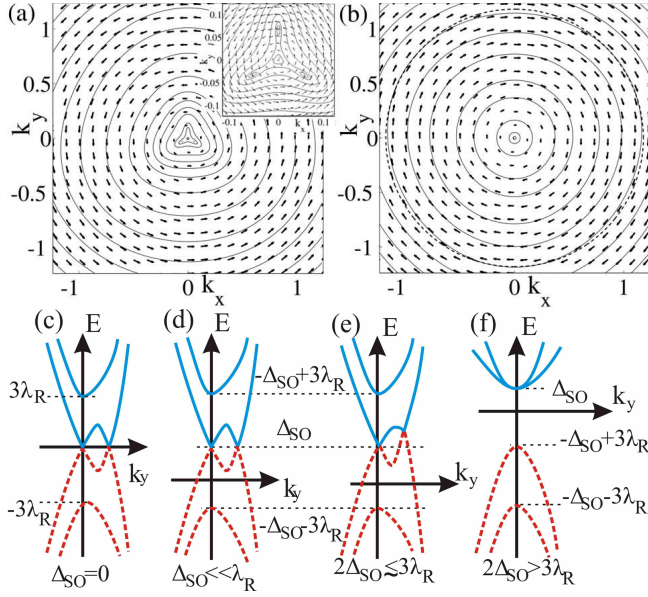 (a)
(b)
1
0.5
0
-0.5
-1
k_y
-1
0
k_x
1
0.1
0.05
0
-0.05
-0.1
-0.1
0
k_x
0.1
1
0.5
0
-0.5
-1
k_y
-1
0
k_x
1
(c)
E
3λ_R
-3λ_R
k_y
Δ_SO=0
(d)
E
k_y
Δ_SO<<λ_R
-Δ_SO+3λ_R
Δ_SO
-Δ_SO-3λ_R
(e)
E
k_y
2Δ_SO≲3λ_R
(f)
E
Δ_SO
k_y
-Δ_SO+3λ_R
-Δ_SO-3λ_R
2Δ_SO>3λ_R